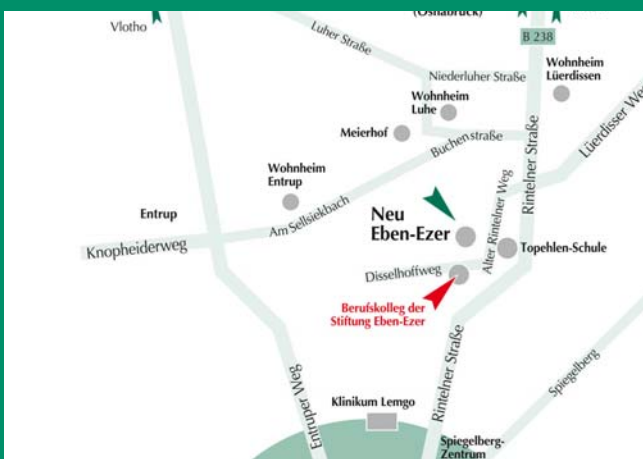 (Osnabrück)
Vlotho
B 238
Luher Straße
Wohnheim
Lüerdissen
Niederluher Straße
Wohnheim
Luhe
Meierhof
Buchenstraße
Lüerdisser Weg
Rintelner Straße
Wohnheim
Entrup
Alter Rintelner Weg
Entrup
Am Sellsiekbach
Neu
Eben-Ezer
Knopheiderweg
Topehlen-Schule
Disselhoffweg
Berufskolleg der
Stiftung Eben-Ezer
Rintelner Straße
Spiegelberg
Entruper Weg
Klinikum Lemgo
Spiegelberg-
Zentrum